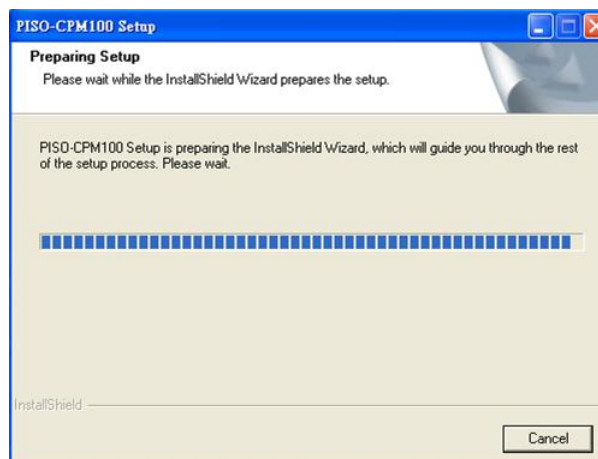 PISO-CPM100 Setup
Preparing Setup
Please wait while the InstallShield Wizard prepares the setup.
PISO-CPM100 Setup is preparing the InstallShield Wizard, which will guide you through the rest
of the setup process. Please wait.
InstallShield
Cancel